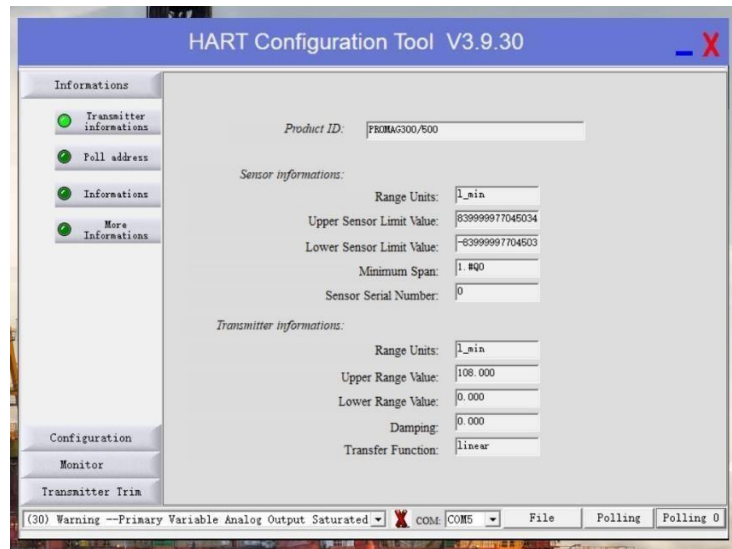 HART Configuration Tool V3.9.30
Informations
Transmitter
informations
Poll address
Informations
More
Informations
Configuration
Monitor
Transmitter Trim
Product ID: PROMAG300/500
Sensor informations:
Range Units: l_min
Upper Sensor Limit Value: 839999977045034
Lower Sensor Limit Value: -83999997704503
Minimum Span: 1.#Q0
Sensor Serial Number: 0
Transmitter informations:
Range Units: l_min
Upper Range Value: 108.000
Lower Range Value: 0.000
Damping: 0.000
Transfer Function: linear
(30) Warning --Primary Variable Analog Output Saturated COM: COM5 File Polling Polling 0